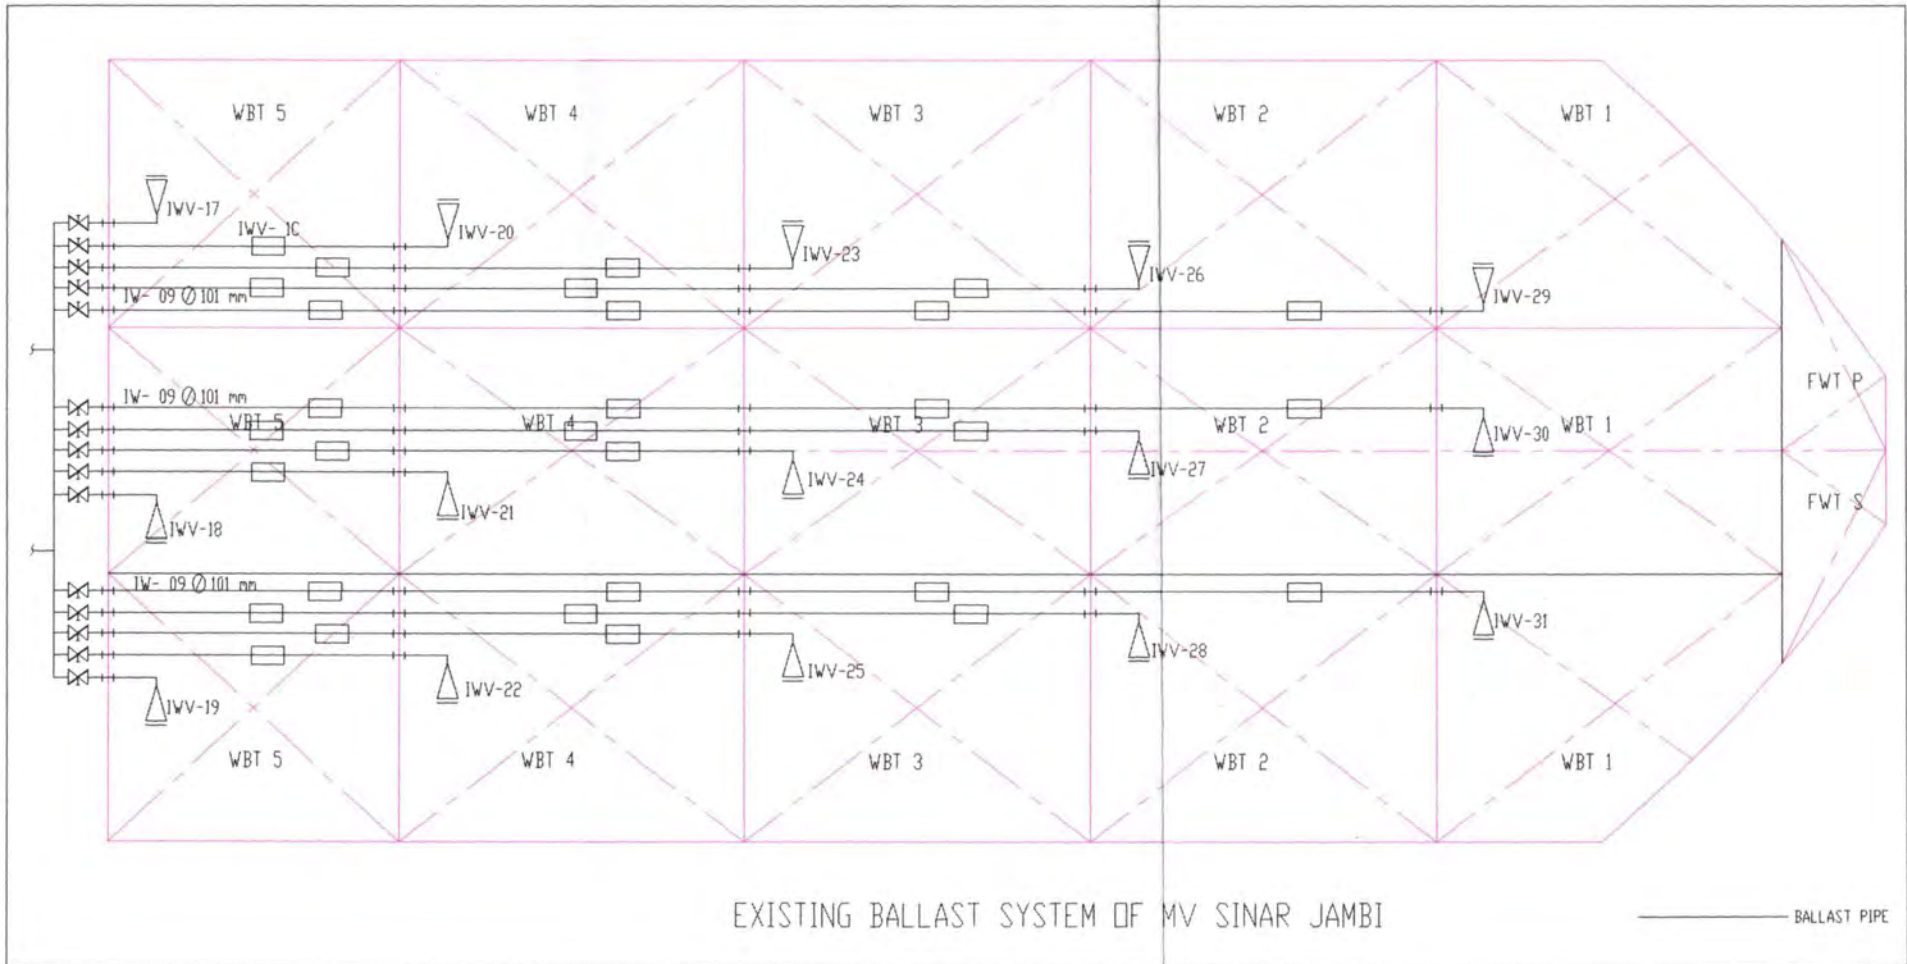 WBT 5
WBT 4
WBT 3
WBT 2
WBT 1
IWV-17
IWV- 1C
IWV-20
IWV-23
IWV-26
IWV-29
IW- 09 ∅ 101 mm
FWT P
IW- 09 ∅ 101 mm
WBT 5
WBT 4
WBT 3
WBT 2
WBT 1
IWV-30
IWV-27
IWV-24
IWV-21
IWV-18
FWT S
IW- 09 ∅ 101 mm
IWV-31
IWV-28
IWV-25
IWV-22
IWV-19
WBT 5
WBT 4
WBT 3
WBT 2
WBT 1
EXISTING BALLAST SYSTEM OF MV SINAR JAMBI
BALLAST PIPE